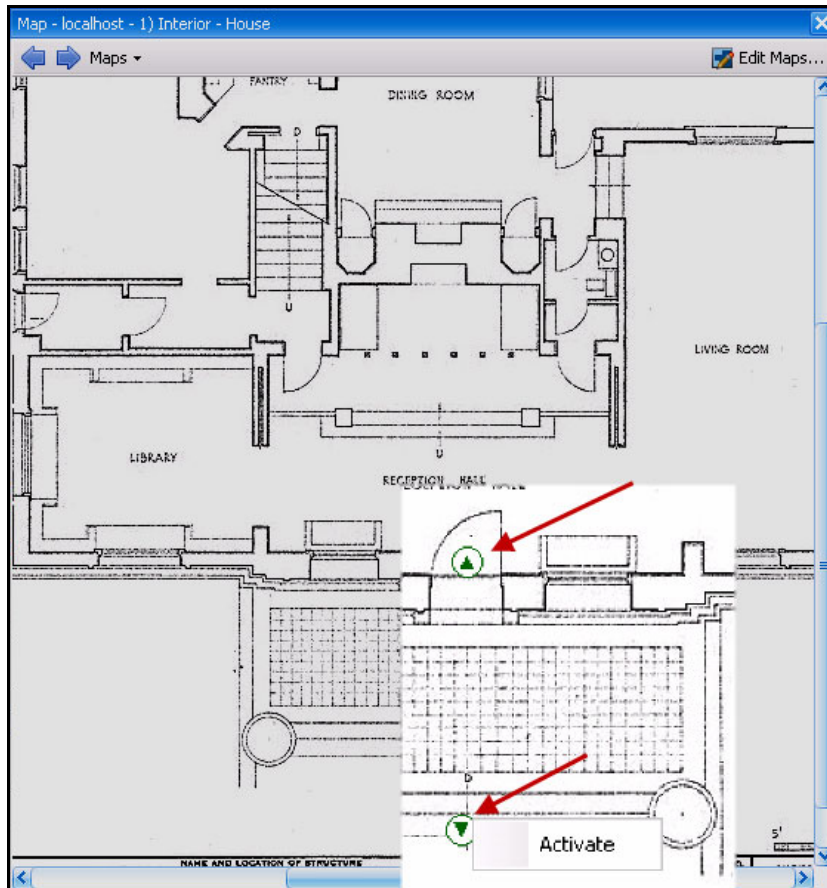 Map - localhost - 1) Interior - House
Maps
Edit Maps...
PANTRY
DINING ROOM
D
U
LIVING ROOM
LIBRARY
U
RECEPTION HALL
D
Activate
5'
NAME AND LOCATION OF STRUCTURE